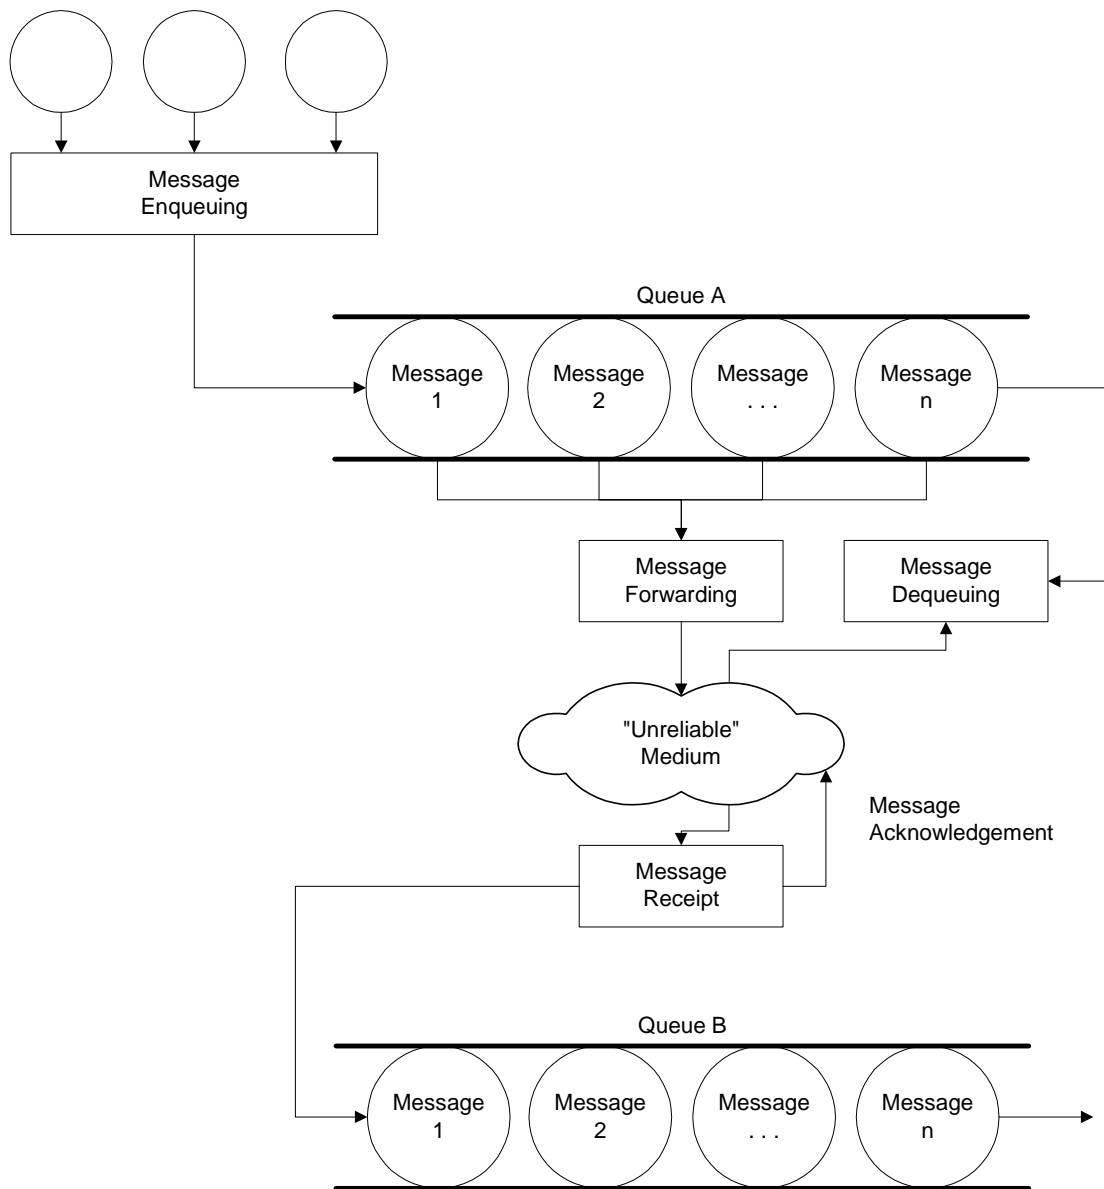 Message
Enqueuing
Queue A
Message
1
Message
2
Message
. . .
Message
n
Message
Forwarding
Message
Dequeuing
"Unreliable"
Medium
Message
Acknowledgement
Message
Receipt
Queue B
Message
1
Message
2
Message
. . .
Message
n